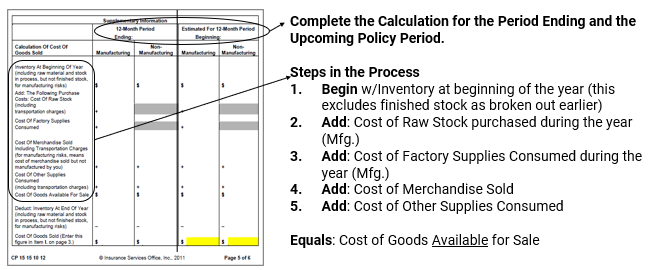 Supplementary Information
12-Month Period
Ending:
Estimated For 12-Month Period
Beginning:
Calculation Of Cost Of
Goods Sold
Manufacturing
Non-
Manufacturing
Manufacturing
Non-
Manufacturing
Inventory At Beginning Of Year
(including raw material and stock
in process, but not finished stock,
for manufacturing risks)
$ $ $ $
Add: The Following Purchase
Costs: Cost Of Raw Stock
(including
transportation charges)
+ +
Cost Of Factory Supplies
Consumed
+ +
Cost Of Merchandise Sold
Including Transportation Charges
(for manufacturing risks, means
cost of merchandise sold but not
manufactured by you)
+ + + +
Cost Of Other Supplies
Consumed
(including transportation charges)
+ + + +
Cost Of Goods Available For Sale
$ $ $ $
Deduct: Inventory At End Of Year
(including raw material and stock
in process, but not finished stock,
for manufacturing risks)
– – – –
Cost Of Goods Sold (Enter this
figure in Item I. on page 3.)
$ $ $ $
CP 15 15 10 12
© Insurance Services Office, Inc., 2011
Page 5 of 6
Complete the Calculation for the Period Ending and the
Upcoming Policy Period.
Steps in the Process
1. Begin w/Inventory at beginning of the year (this
excludes finished stock as broken out earlier)
2. Add: Cost of Raw Stock purchased during the year
(Mfg.)
3. Add: Cost of Factory Supplies Consumed during the
year (Mfg.)
4. Add: Cost of Merchandise Sold
5. Add: Cost of Other Supplies Consumed
Equals: Cost of Goods Available for Sale